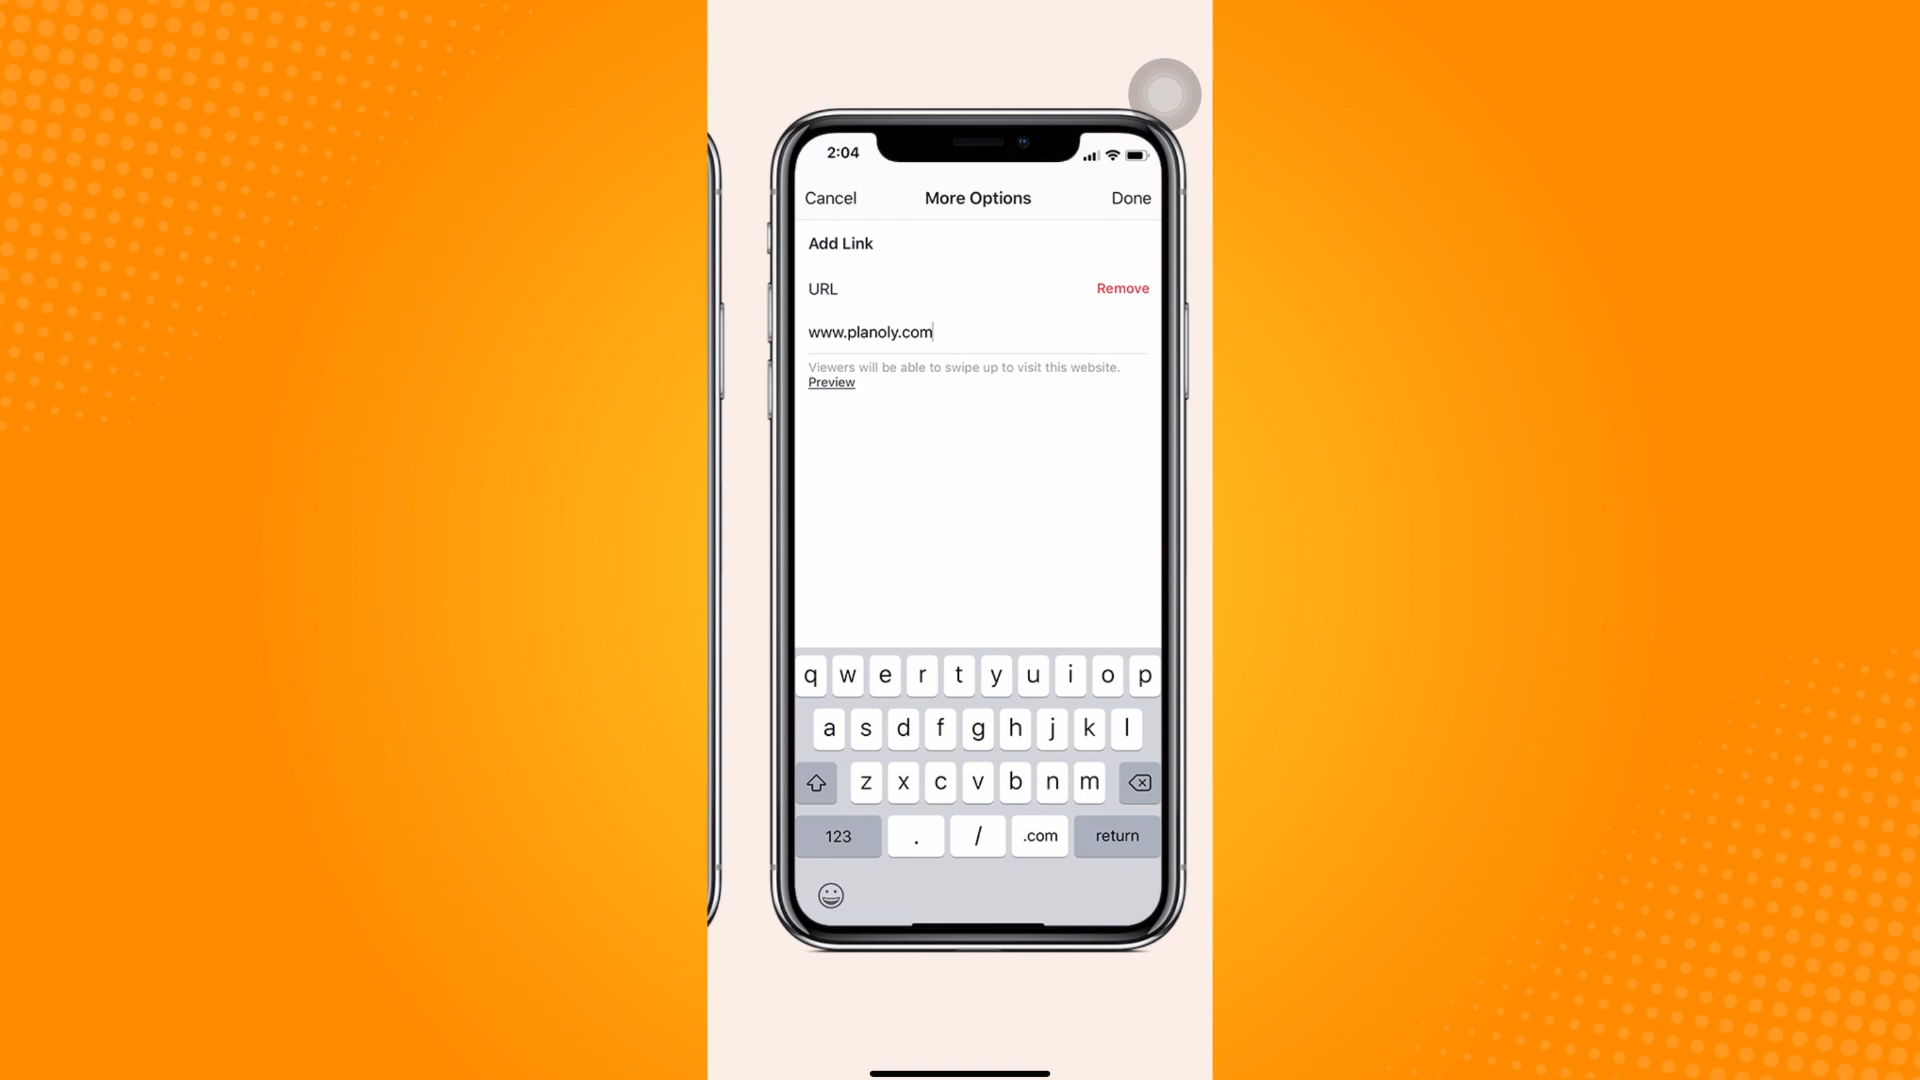 2:04
Cancel More Options Done
Add Link
URL Remove
www.planoly.com
Viewers will be able to swipe up to visit this website.
Preview
q w e r t y u i o p
a s d f g h j k l
z x c v b n m
123 . / .com return